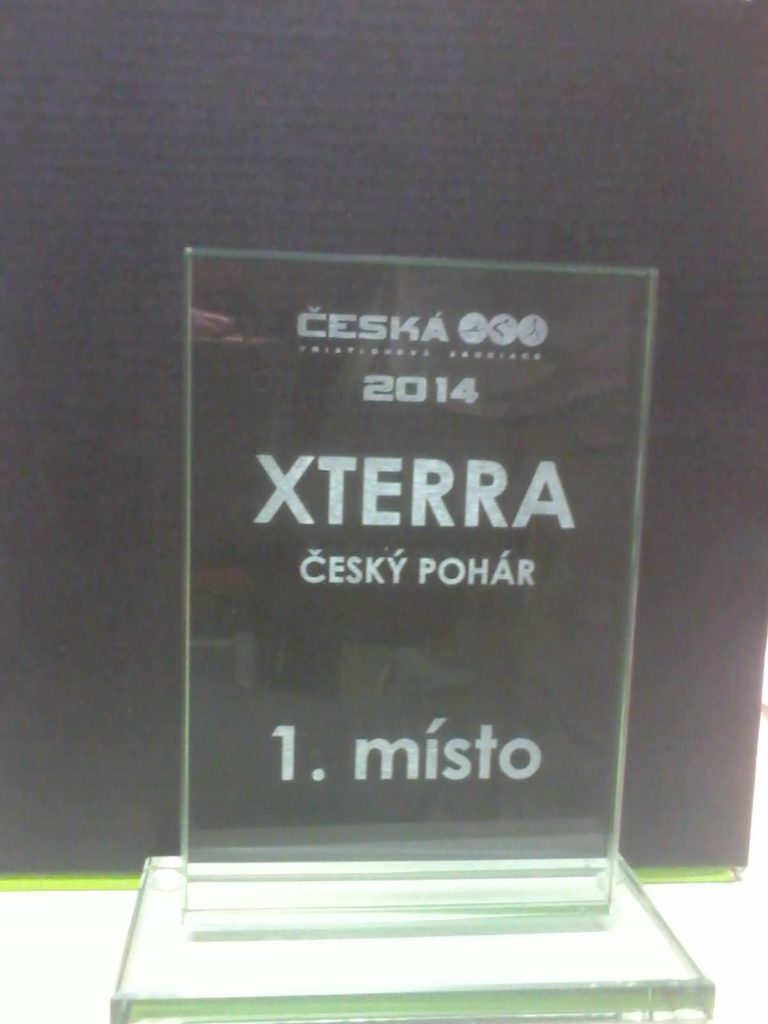 ČESKÁ
TRIATLONOVÁ ASOCIACE
2014
XTERRA
ČESKÝ POHÁR
1. místo